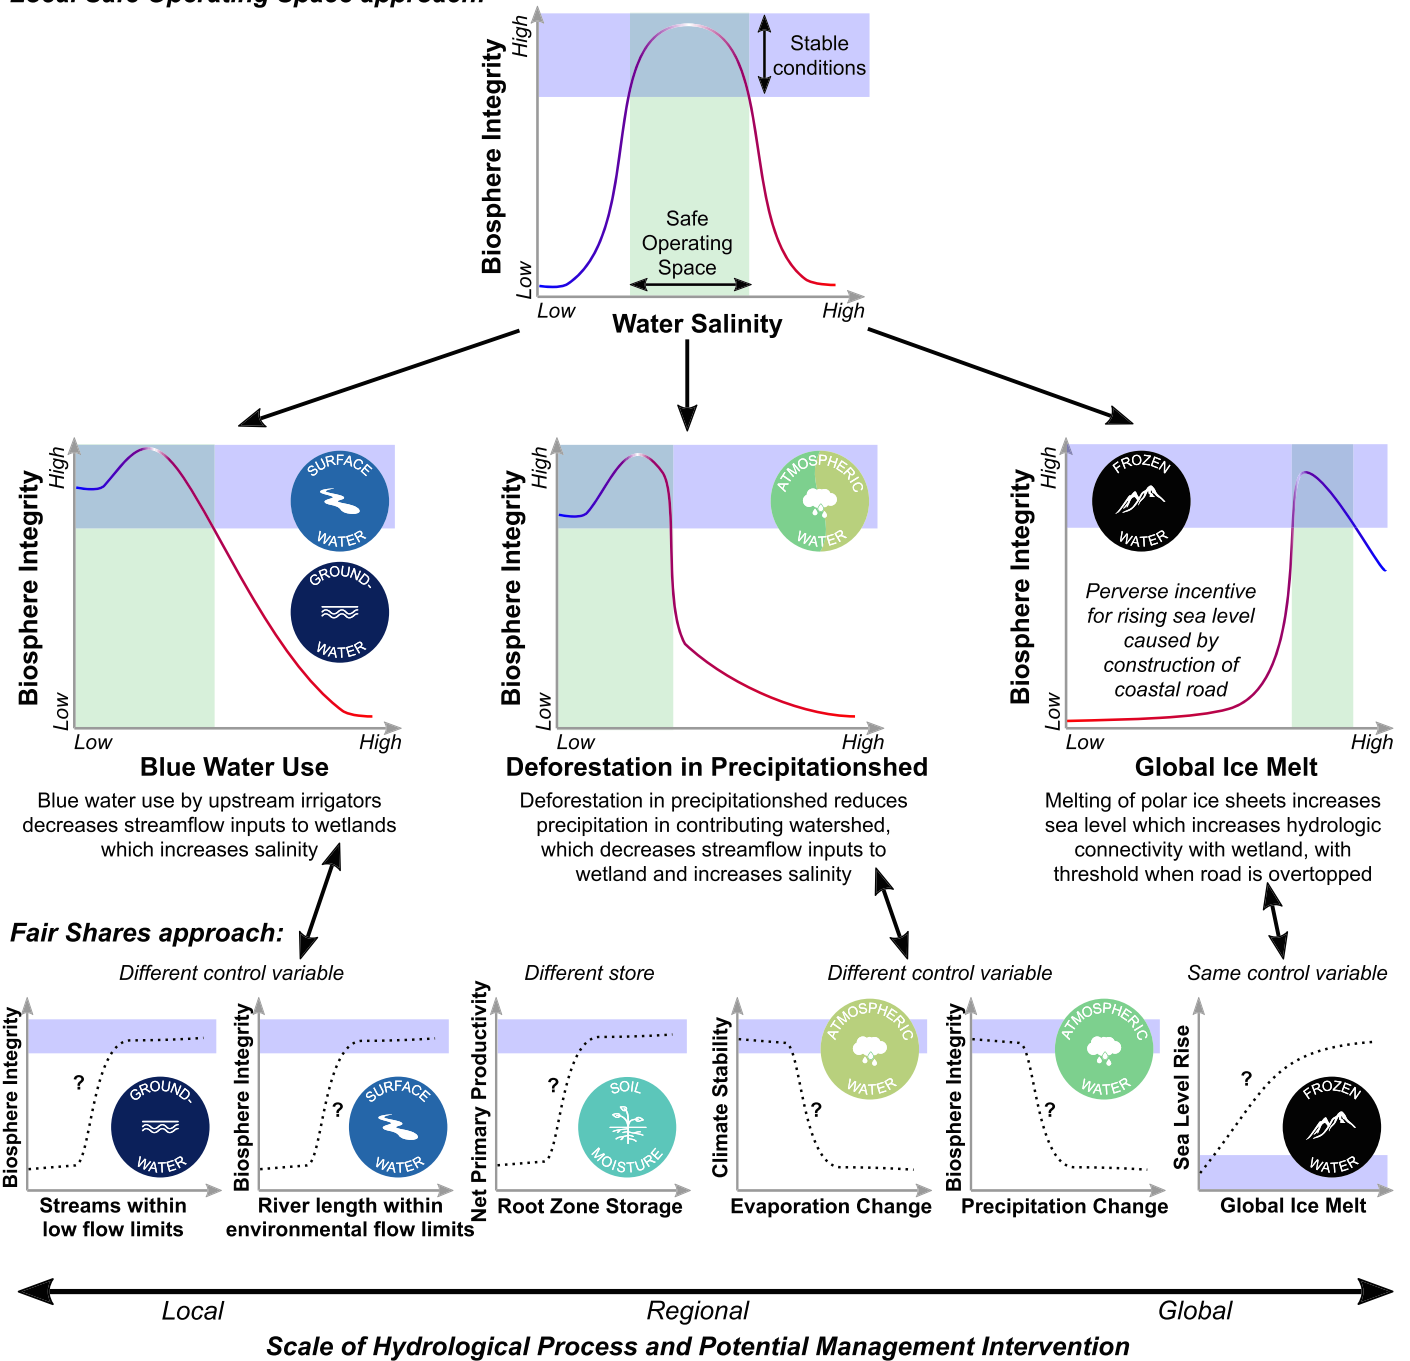 Local Safe Operating Space approach:
High
Stable
conditions
Biosphere Integrity
Safe
Operating
Space
Low
Low
High
Water Salinity
High
SURFACE
WATER
GROUND-
WATER
Biosphere Integrity
Low
Low
High
Blue Water Use
Blue water use by upstream irrigators
decreases streamflow inputs to wetlands
which increases salinity
High
ATMOSPHERIC
WATER
Biosphere Integrity
Low
Low
High
Deforestation in Precipitationshed
Deforestation in precipitationshed reduces
precipitation in contributing watershed,
which decreases streamflow inputs to
wetland and increases salinity
High
FROZEN
WATER
Biosphere Integrity
Perverse incentive
for rising sea level
caused by
construction of
coastal road
Low
Low
High
Global Ice Melt
Melting of polar ice sheets increases
sea level which increases hydrologic
connectivity with wetland, with
threshold when road is overtopped
Fair Shares approach:
Different control variable
Different store
Different control variable
Same control variable
Biosphere Integrity
?
GROUND-
WATER
Streams within
low flow limits
Biosphere Integrity
?
SURFACE
WATER
River length within
environmental flow limits
Net Primary Productivity
?
SOIL
MOISTURE
Root Zone Storage
Climate Stability
?
ATMOSPHERIC
WATER
Evaporation Change
Biosphere Integrity
?
ATMOSPHERIC
WATER
Precipitation Change
Sea Level Rise
?
FROZEN
WATER
Global Ice Melt
Local
Regional
Global
Scale of Hydrological Process and Potential Management Intervention